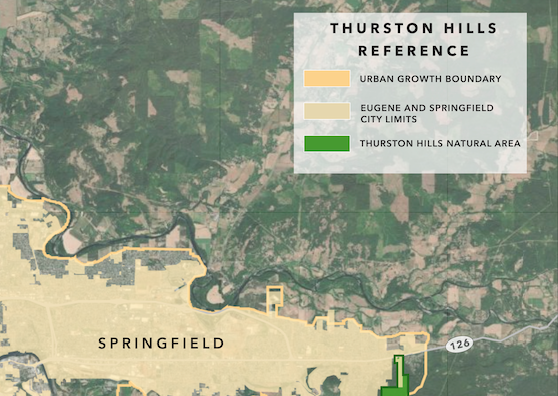 THURSTON HILLS
REFERENCE
URBAN GROWTH BOUNDARY
EUGENE AND SPRINGFIELD
CITY LIMITS
THURSTON HILLS NATURAL AREA
SPRINGFIELD
126